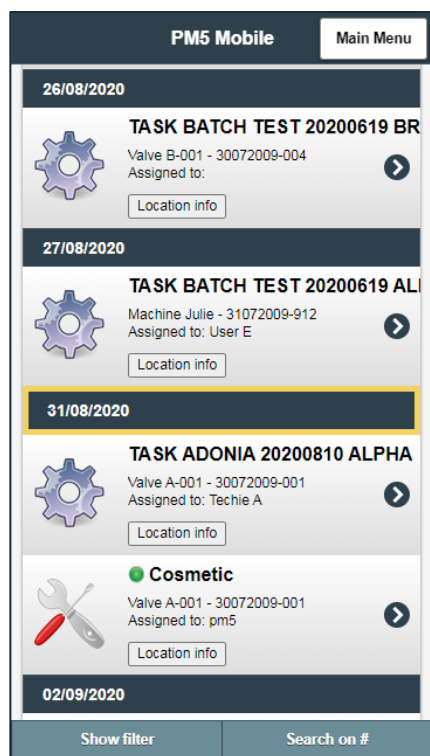 PM5 Mobile Main Menu
26/08/2020
TASK BATCH TEST 20200619 BR
Valve B-001 - 30072009-004
Assigned to:
Location info
27/08/2020
TASK BATCH TEST 20200619 AL
Machine Julie - 31072009-912
Assigned to: User E
Location info
31/08/2020
TASK ADONIA 20200810 ALPHA
Valve A-001 - 30072009-001
Assigned to: Techie A
Location info
Cosmetic
Valve A-001 - 30072009-001
Assigned to: pm5
Location info
02/09/2020
Show filter Search on #